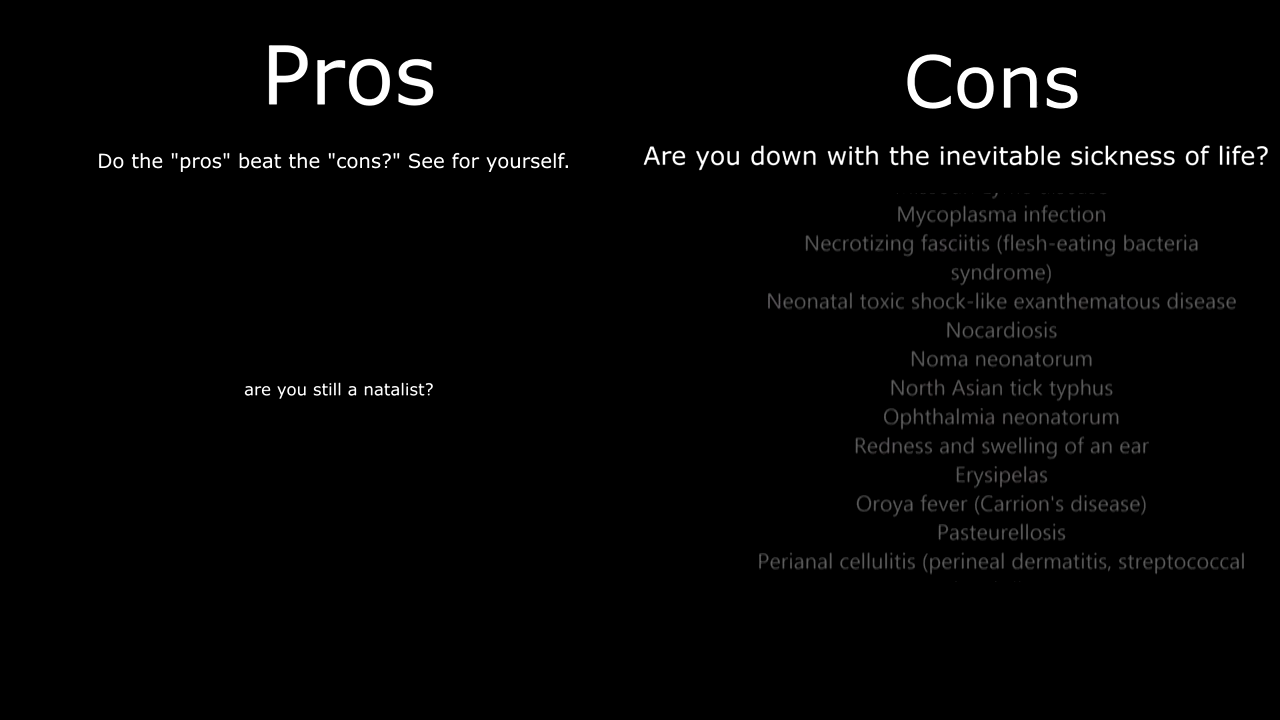 Pros
Do the "pros" beat the "cons?" See for yourself.
are you still a natalist?
Cons
Are you down with the inevitable sickness of life?
Mycoplasma infection
Necrotizing fasciitis (flesh-eating bacteria
syndrome)
Neonatal toxic shock-like exanthematous disease
Nocardiosis
Noma neonatorum
North Asian tick typhus
Ophthalmia neonatorum
Redness and swelling of an ear
Erysipelas
Oroya fever (Carrion's disease)
Pasteurellosis
Perianal cellulitis (perineal dermatitis, streptococcal